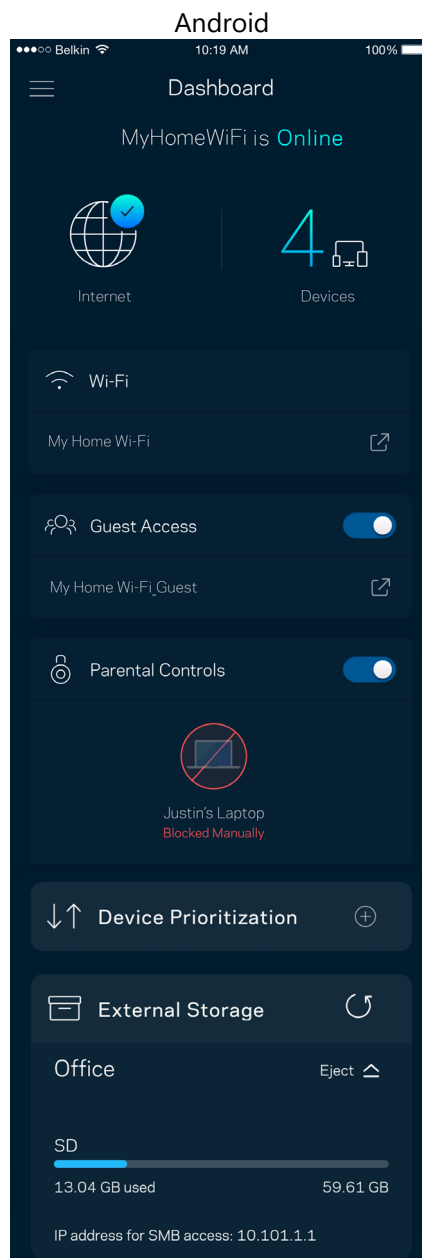 Android
Belkin 10:19 AM 100%
Dashboard
MyHomeWiFi is Online
4
Internet Devices
Wi-Fi
My Home Wi-Fi
Guest Access
My Home Wi-Fi_Guest
Parental Controls
Justin's Laptop
Blocked Manually
Device Prioritization
External Storage
Office Eject
SD
13.04 GB used 59.61 GB
IP address for SMB access: 10.101.1.1